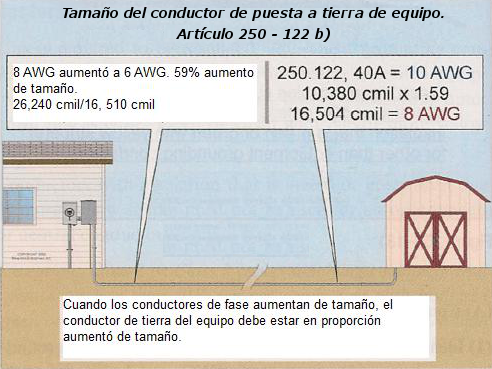 Tamaño del conductor de puesta a tierra de equipo.
Artículo 250 - 122 b)
8 AWG aumentó a 6 AWG. 59% aumento
de tamaño.
26,240 cmil/16, 510 cmil
250.122, 40A = 10 AWG
10,380 cmil x 1.59
16,504 cmil = 8 AWG
Cuando los conductores de fase aumentan de tamaño, el
conductor de tierra del equipo debe estar en proporción
aumentó de tamaño.